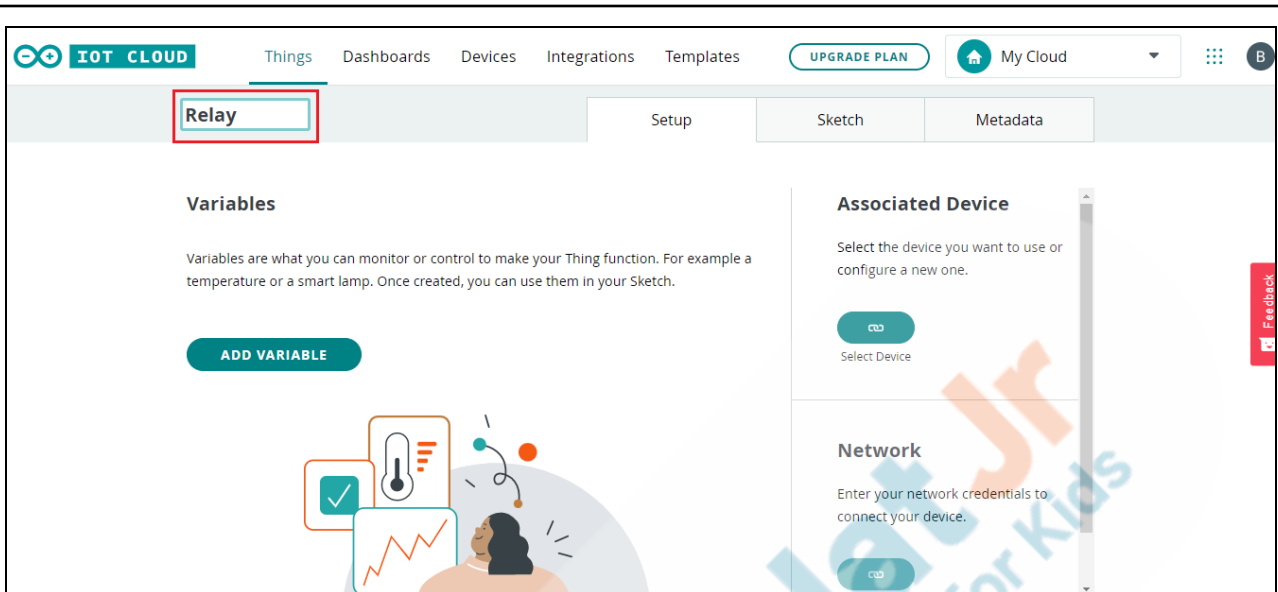 IOT CLOUD
Things
Dashboards
Devices
Integrations
Templates
UPGRADE PLAN
My Cloud
B
Relay
Setup
Sketch
Metadata
Variables
Variables are what you can monitor or control to make your Thing function. For example a
temperature or a smart lamp. Once created, you can use them in your Sketch.
ADD VARIABLE
Associated Device
Select the device you want to use or
configure a new one.
Select Device
Network
Enter your network credentials to
connect your device.
Feedback
Jr
for Kids